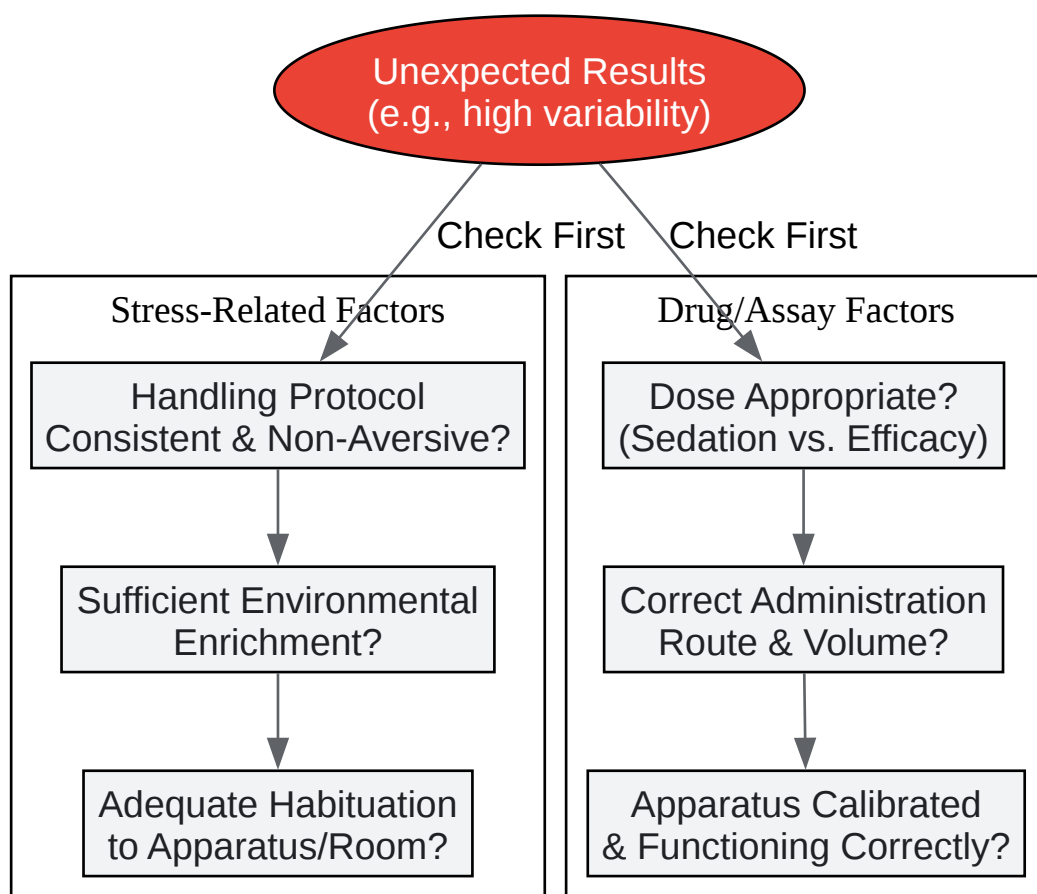 Unexpected Results
(e.g., high variability)
Check First
Check First
Stress-Related Factors
Handling Protocol
Consistent & Non-Aversive?
Sufficient Environmental
Enrichment?
Adequate Habituation
to Apparatus/Room?
Drug/Assay Factors
Dose Appropriate?
(Sedation vs. Efficacy)
Correct Administration
Route & Volume?
Apparatus Calibrated
& Functioning Correctly?